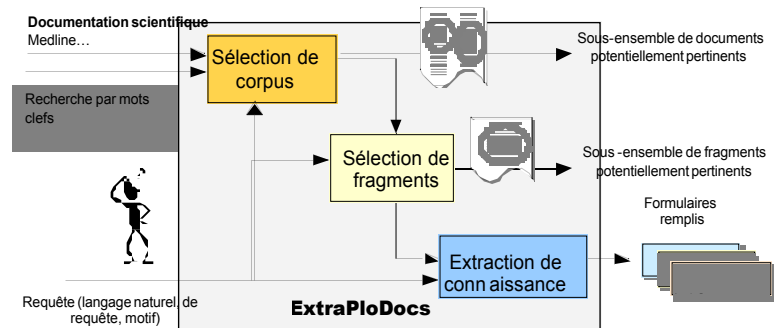 Documentation scientifique
Medline…
Recherche par mots
clefs
Sélection de
corpus
Sous-ensemble de documents
potentiellement pertinents
Sélection de
fragments
Sous -ensemble de fragments
potentiellement pertinents
Formulaires
remplis
Extraction de
conn aissance
Requête (langage naturel, de
requête, motif)
ExtraPloDocs